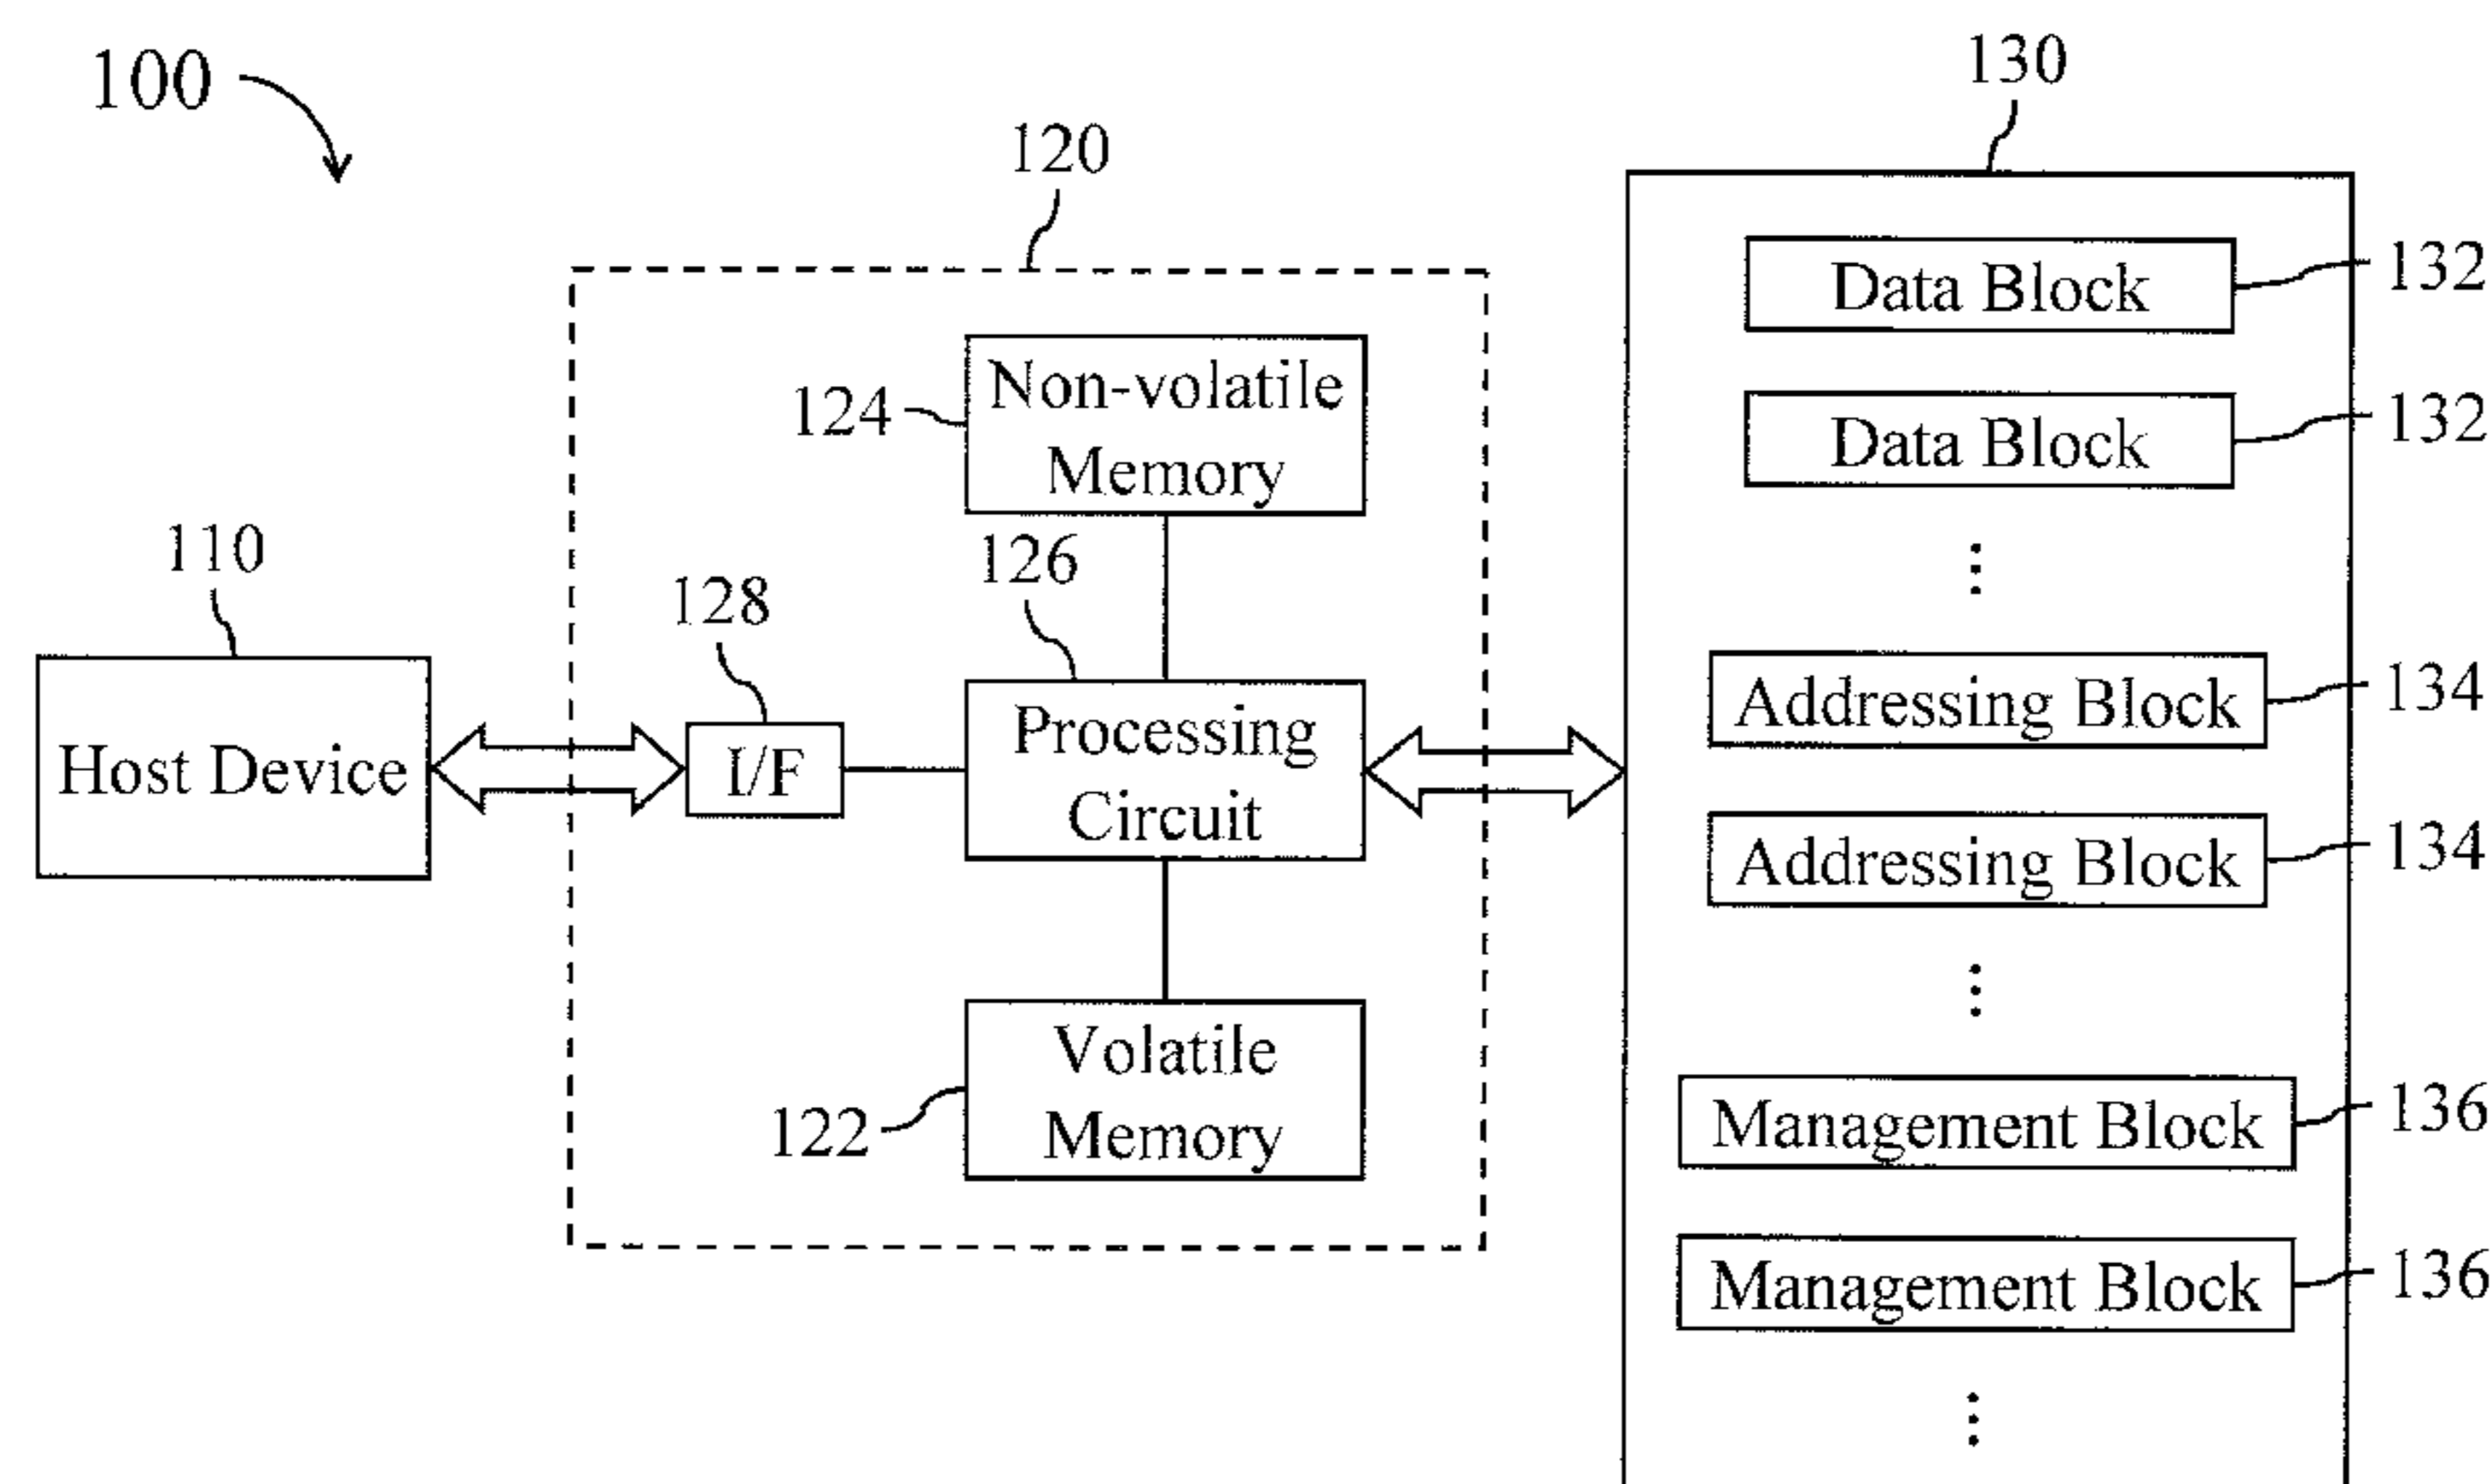 100
130
120
Data Block
132
Non-volatile
Memory
124
Data Block
132
110
128
126
Host Device
I/F
Processing
Circuit
Addressing Block
134
Addressing Block
134
Volatile
Memory
122
Management Block
136
Management Block
136